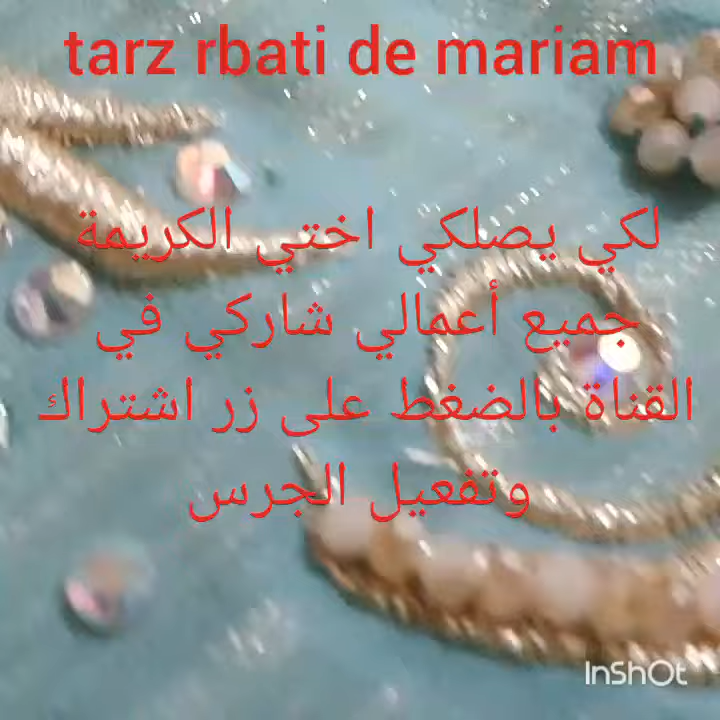 tarz rbati de mariam
لكي يصلكي اختي الكريمة
جميع أعمالي شاركي في
القناة بالضغط على زر اشتراك
وتفعيل الجرس
InShOt